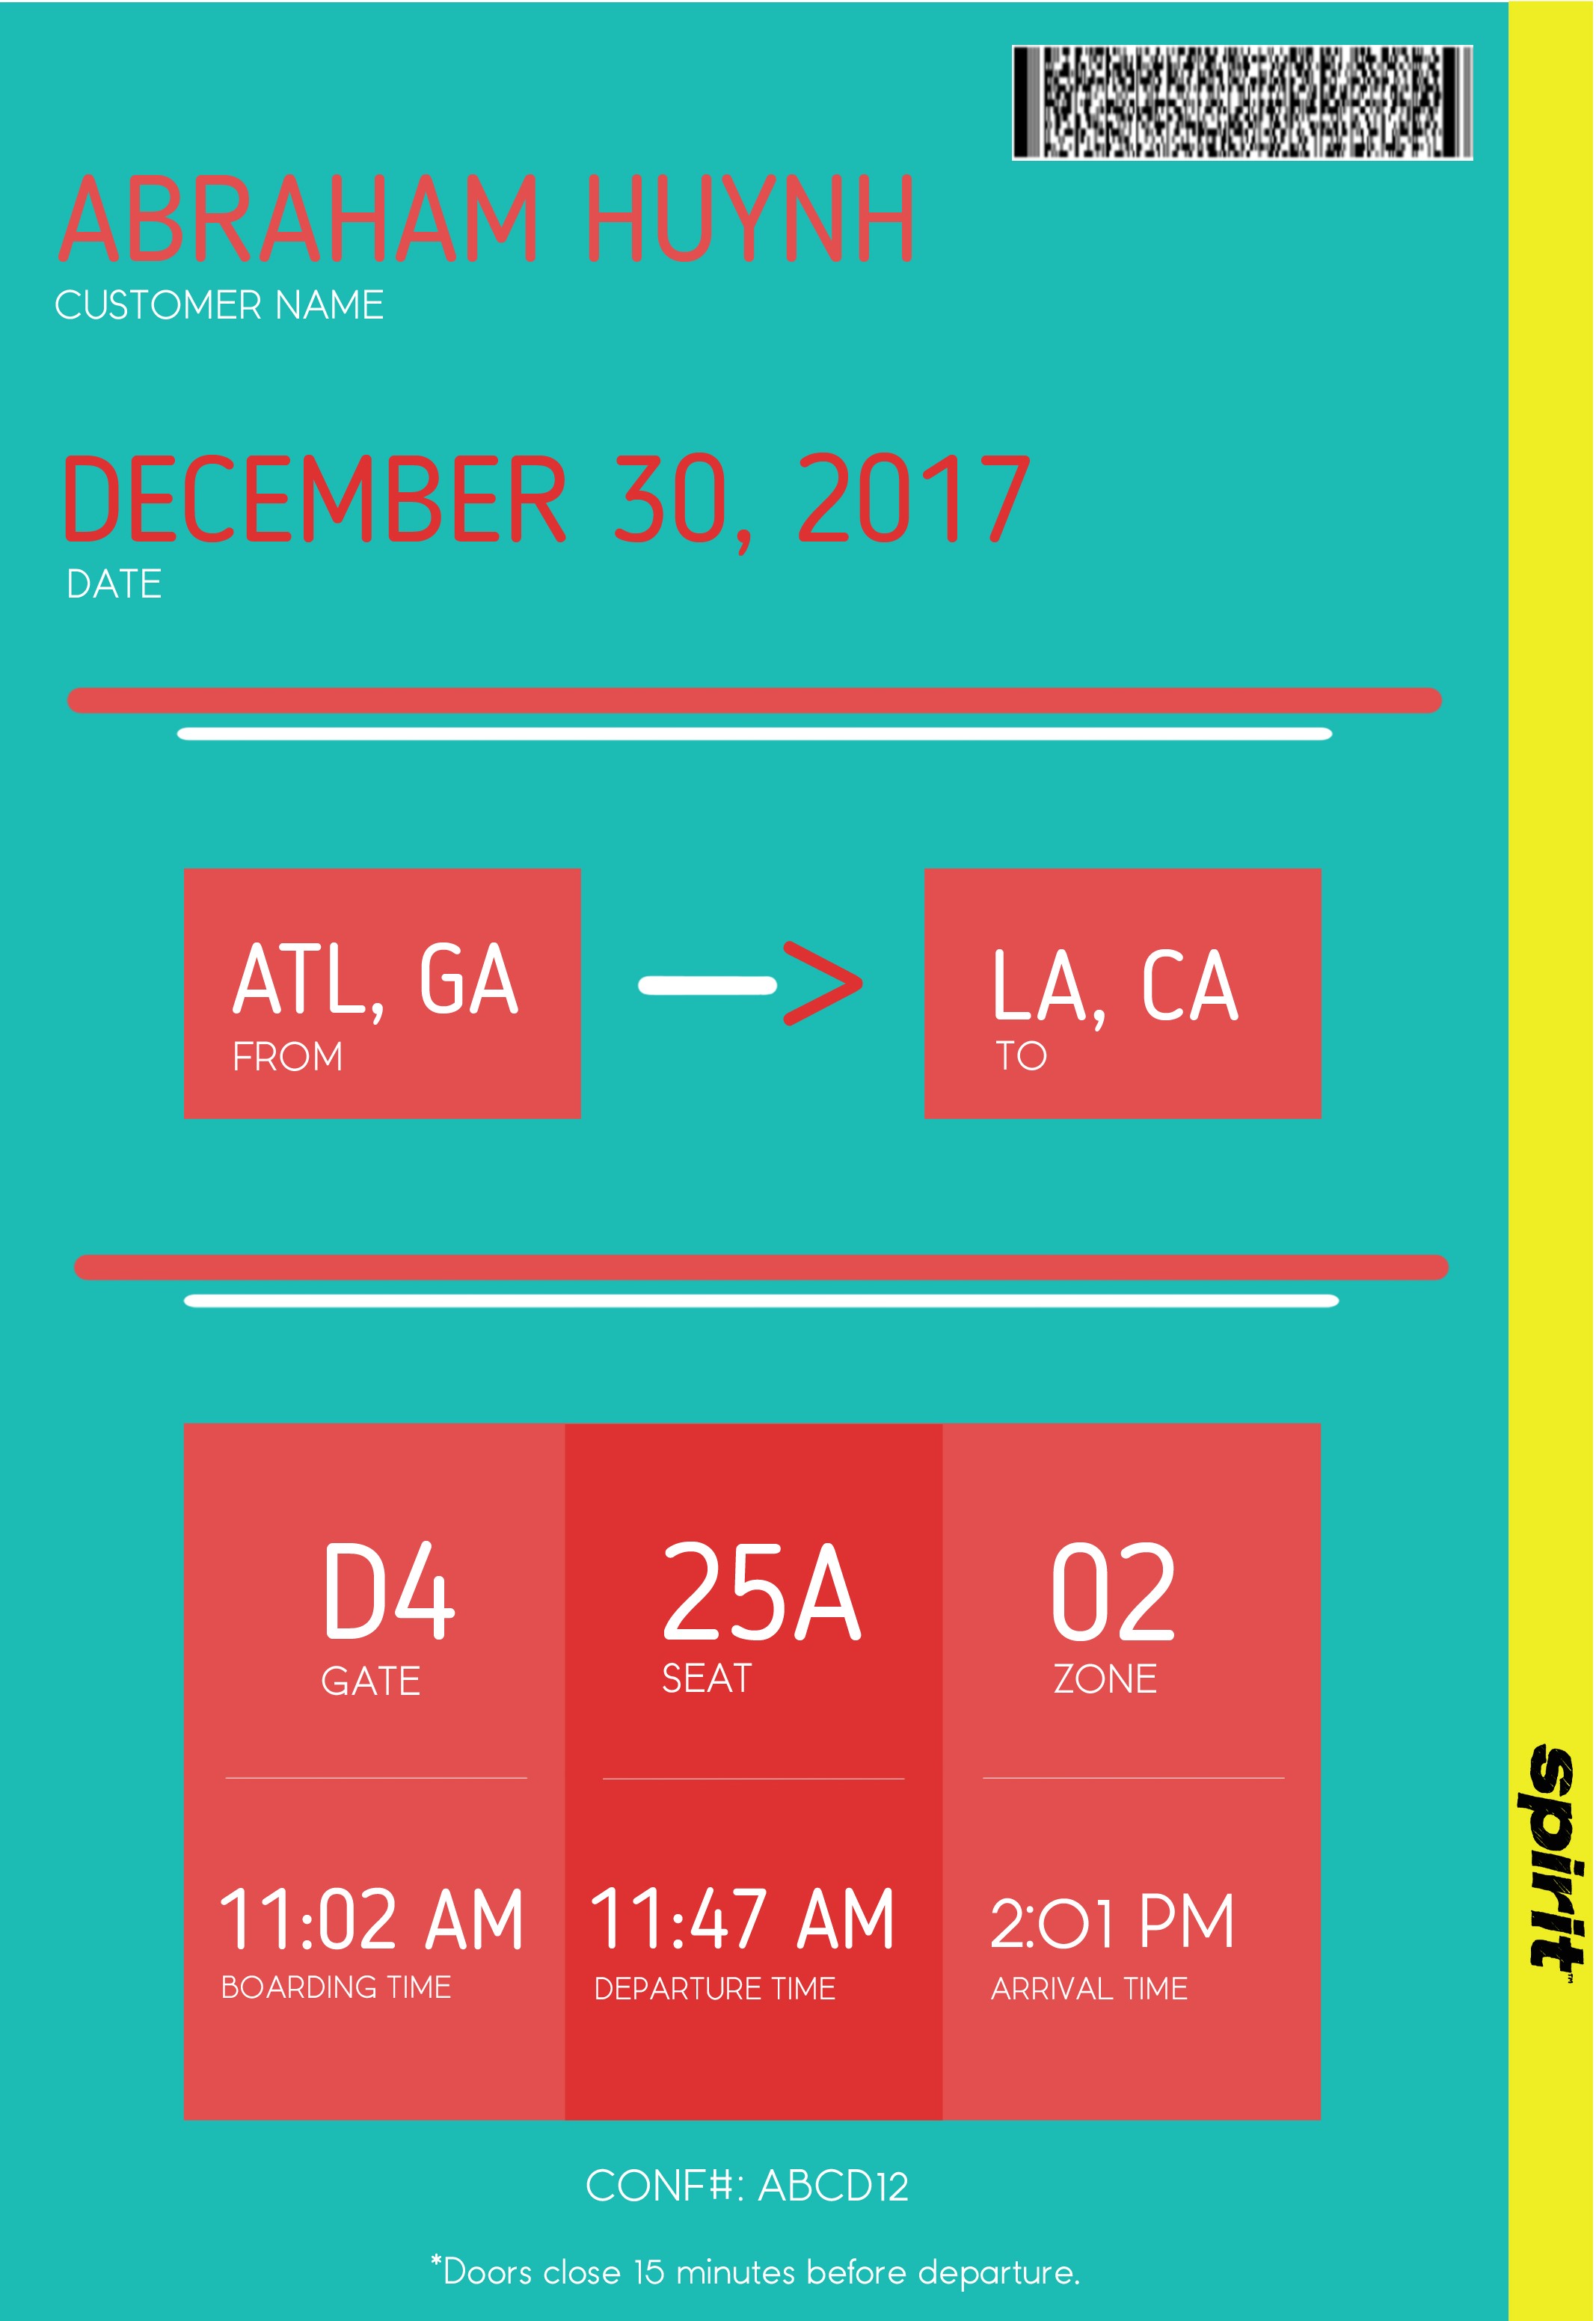 ABRAHAM HUYNH
CUSTOMER NAME
DECEMBER 30, 2017
DATE
ATL, GA
FROM
>
LA, CA
TO
D4
GATE
25A
SEAT
02
ZONE
11:02 AM
BOARDING TIME
11:47 AM
DEPARTURE TIME
2:01 PM
ARRIVAL TIME
CONF#: ABCD12
*Doors close 15 minutes before departure.
spirit™